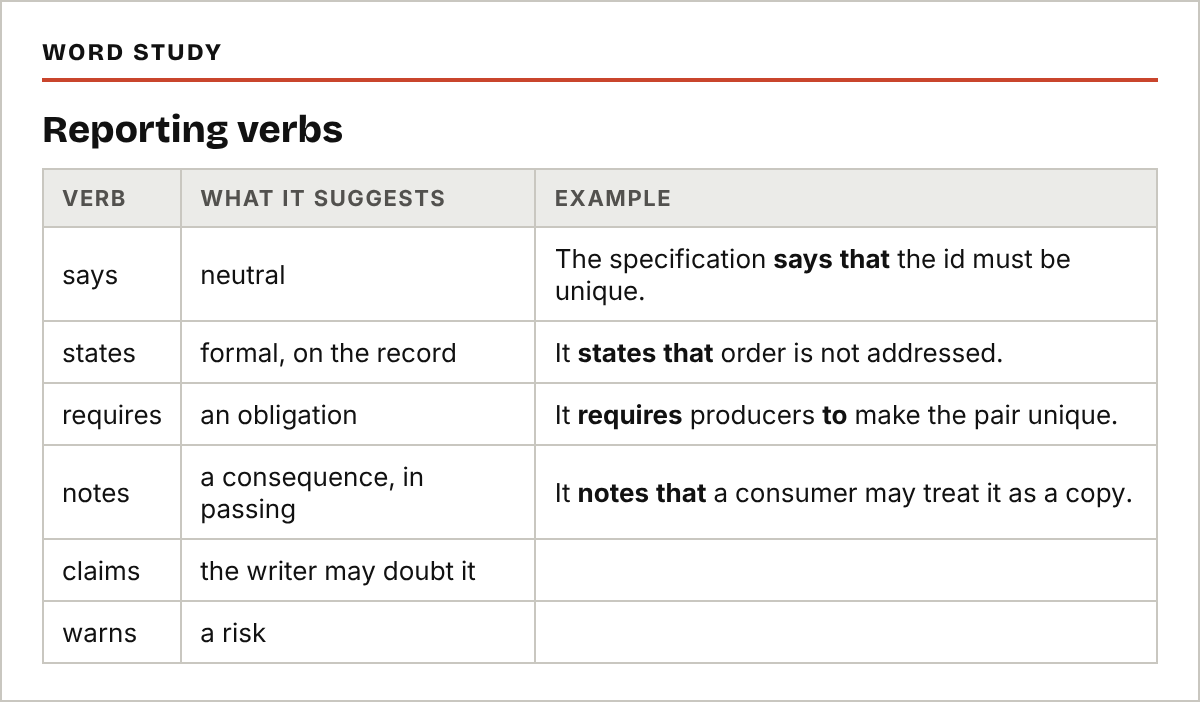 WORD STUDY
Reporting verbs
VERB
WHAT IT SUGGESTS
EXAMPLE
says
neutral
The specification says that the id must be
unique.
states
formal, on the record
It states that order is not addressed.
requires
an obligation
It requires producers to make the pair unique.
notes
a consequence, in
passing
It notes that a consumer may treat it as a copy.
claims
the writer may doubt it
warns
a risk